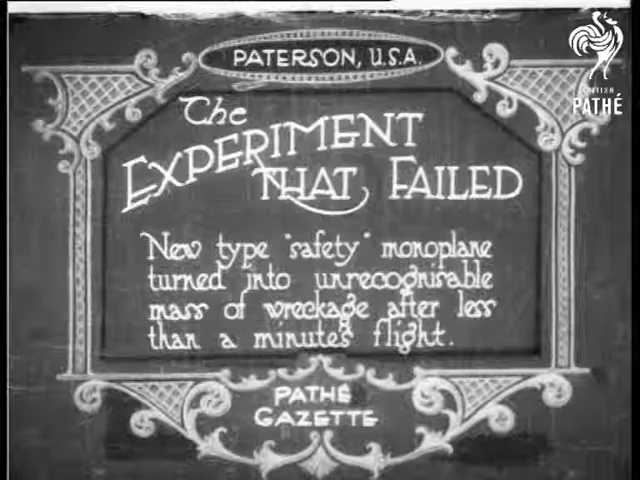 PATERSON, U.S.A.
BRITISH
PATHÉ
The
EXPERIMENT
THAT FAILED
New type "safety" monoplane
turned into unrecognisable
mass of wreckage after less
than a minute's flight.
PATHÉ
GAZETTE